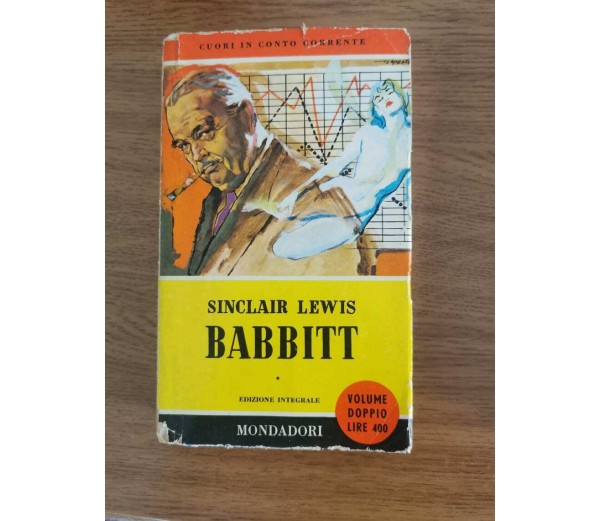 CUORI IN CONTO CORRENTE
SINCLAIR LEWIS
BABBITT
EDIZIONE INTEGRALE
VOLUME
DOPPIO
LIRE 400
MONDADORI